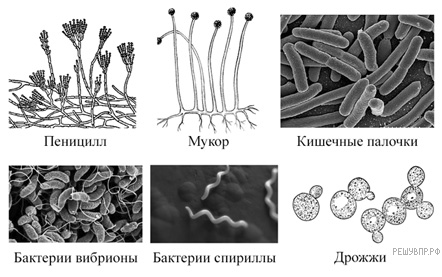 Пеницилл
Мукор
Кишечные палочки
Бактерии вибрионы
Бактерии спириллы
Дрожжи
РЕШУВПР.РФ